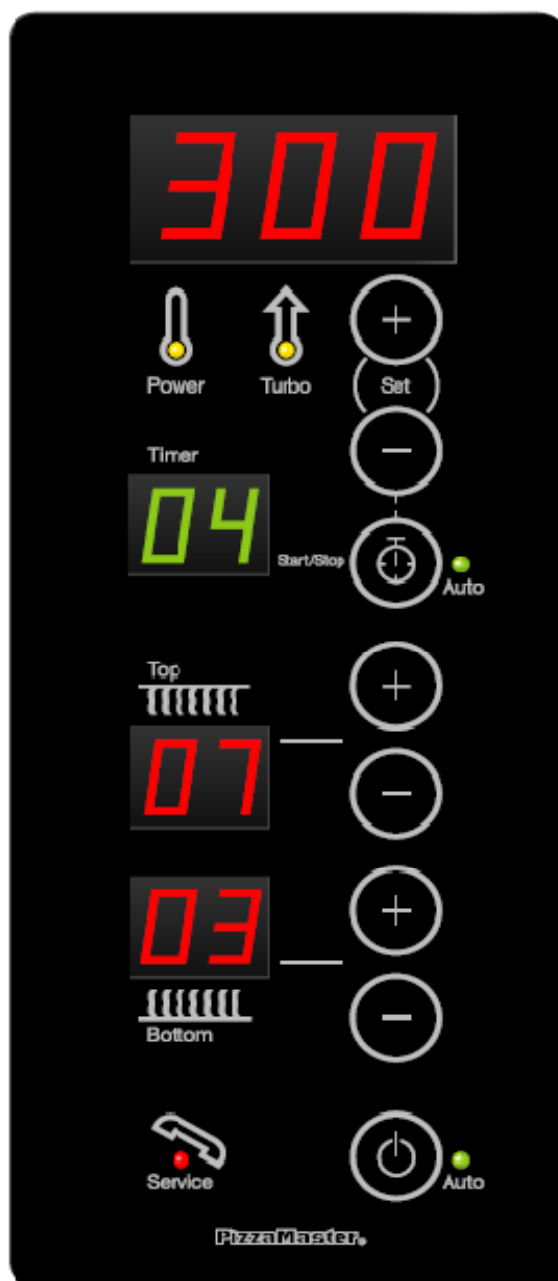 300
Power Turbo Set
Timer
04
Start/Stop
Auto
Top
07
03
Bottom
Service Auto
PizzaMaster®